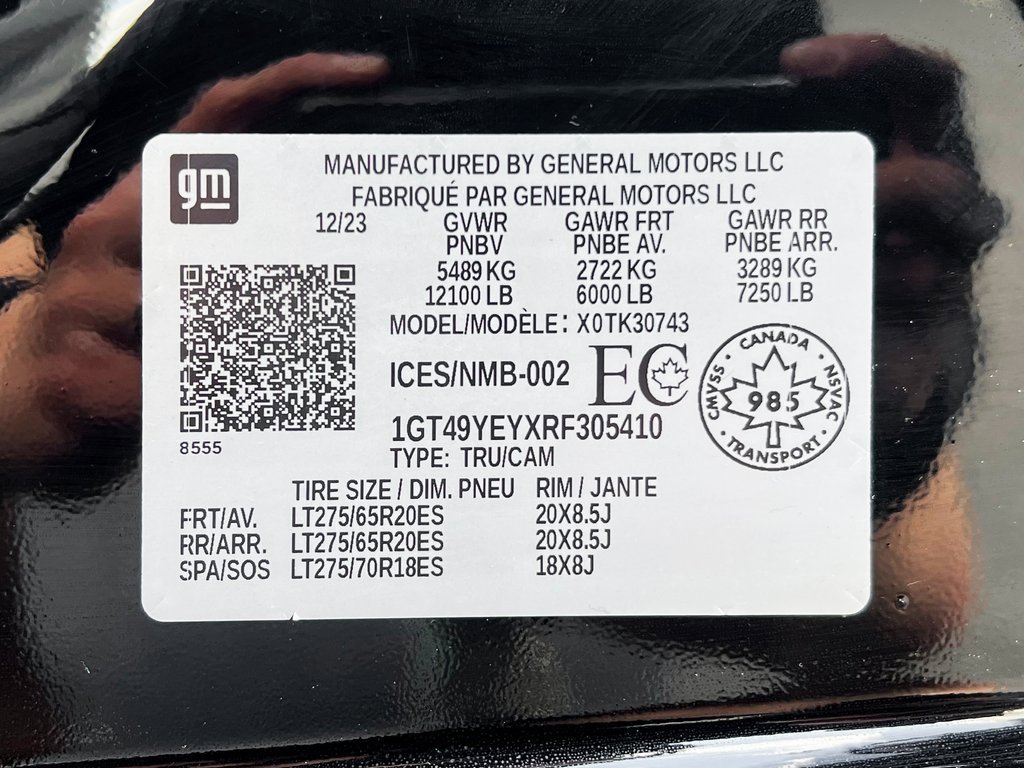 gm
MANUFACTURED BY GENERAL MOTORS LLC
FABRIQUÉ PAR GENERAL MOTORS LLC
12/23 GVWR GAWR FRT GAWR RR
PNBV PNBE AV. PNBE ARR.
5489 KG 2722 KG 3289 KG
12100 LB 6000 LB 7250 LB
MODEL/MODÈLE: X0TK30743
ICES/NMB-002 EC
1GT49YEYXRF305410
TYPE: TRU/CAM
8555
CANADA
CMVSS 985 NSVAC
TRANSPORT
TIRE SIZE / DIM. PNEU RIM / JANTE
FRT/AV. LT275/65R20ES 20X8.5J
RR/ARR. LT275/65R20ES 20X8.5J
SPA/SOS LT275/70R18ES 18X8J